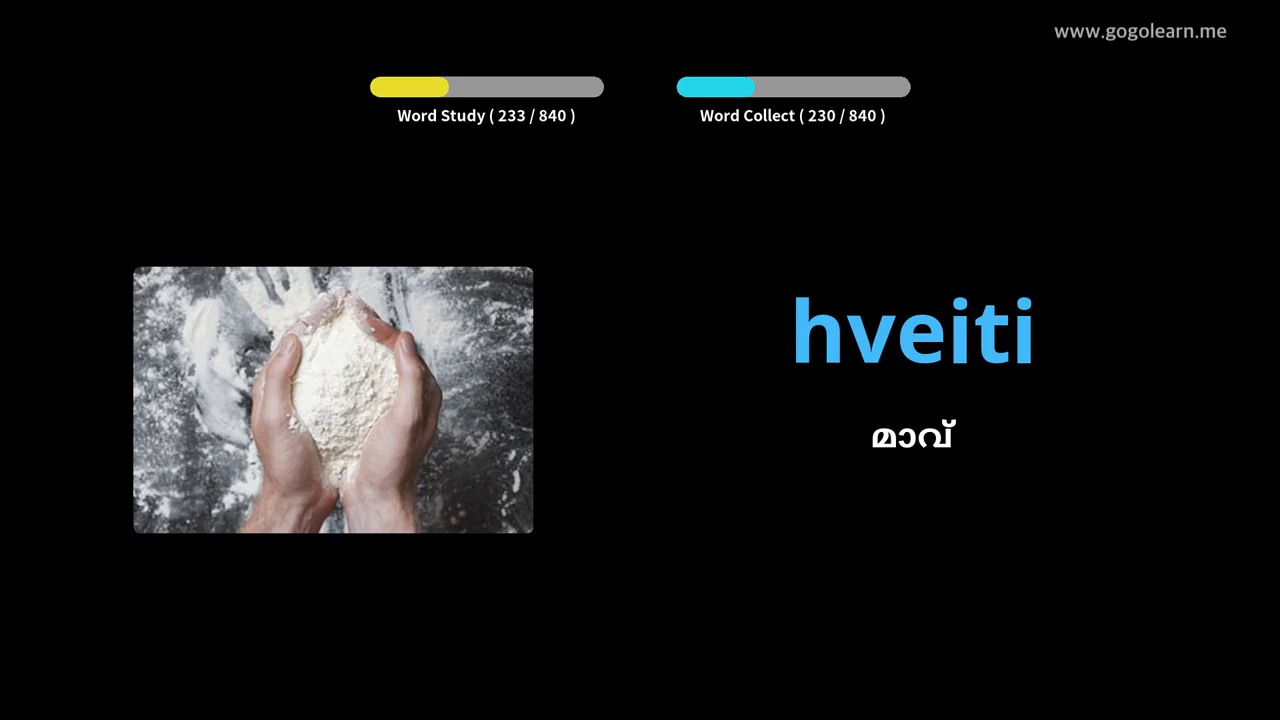 www.gogolearn.me
Word Study ( 233 / 840 )
Word Collect ( 230 / 840 )
hveiti
മാവ്